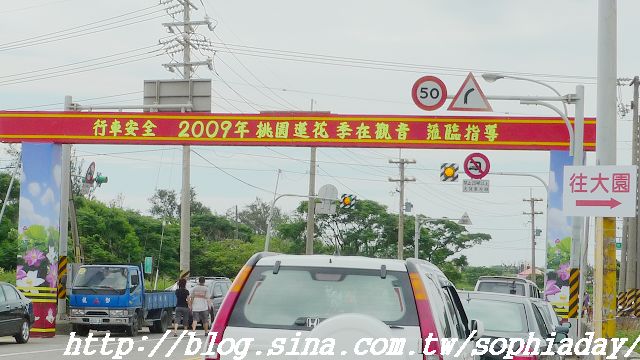 行車安全 2009年桃園蓮花季在觀音 蒞臨指導
50
往大園
http://blog.sina.com.tw/sophiaday/